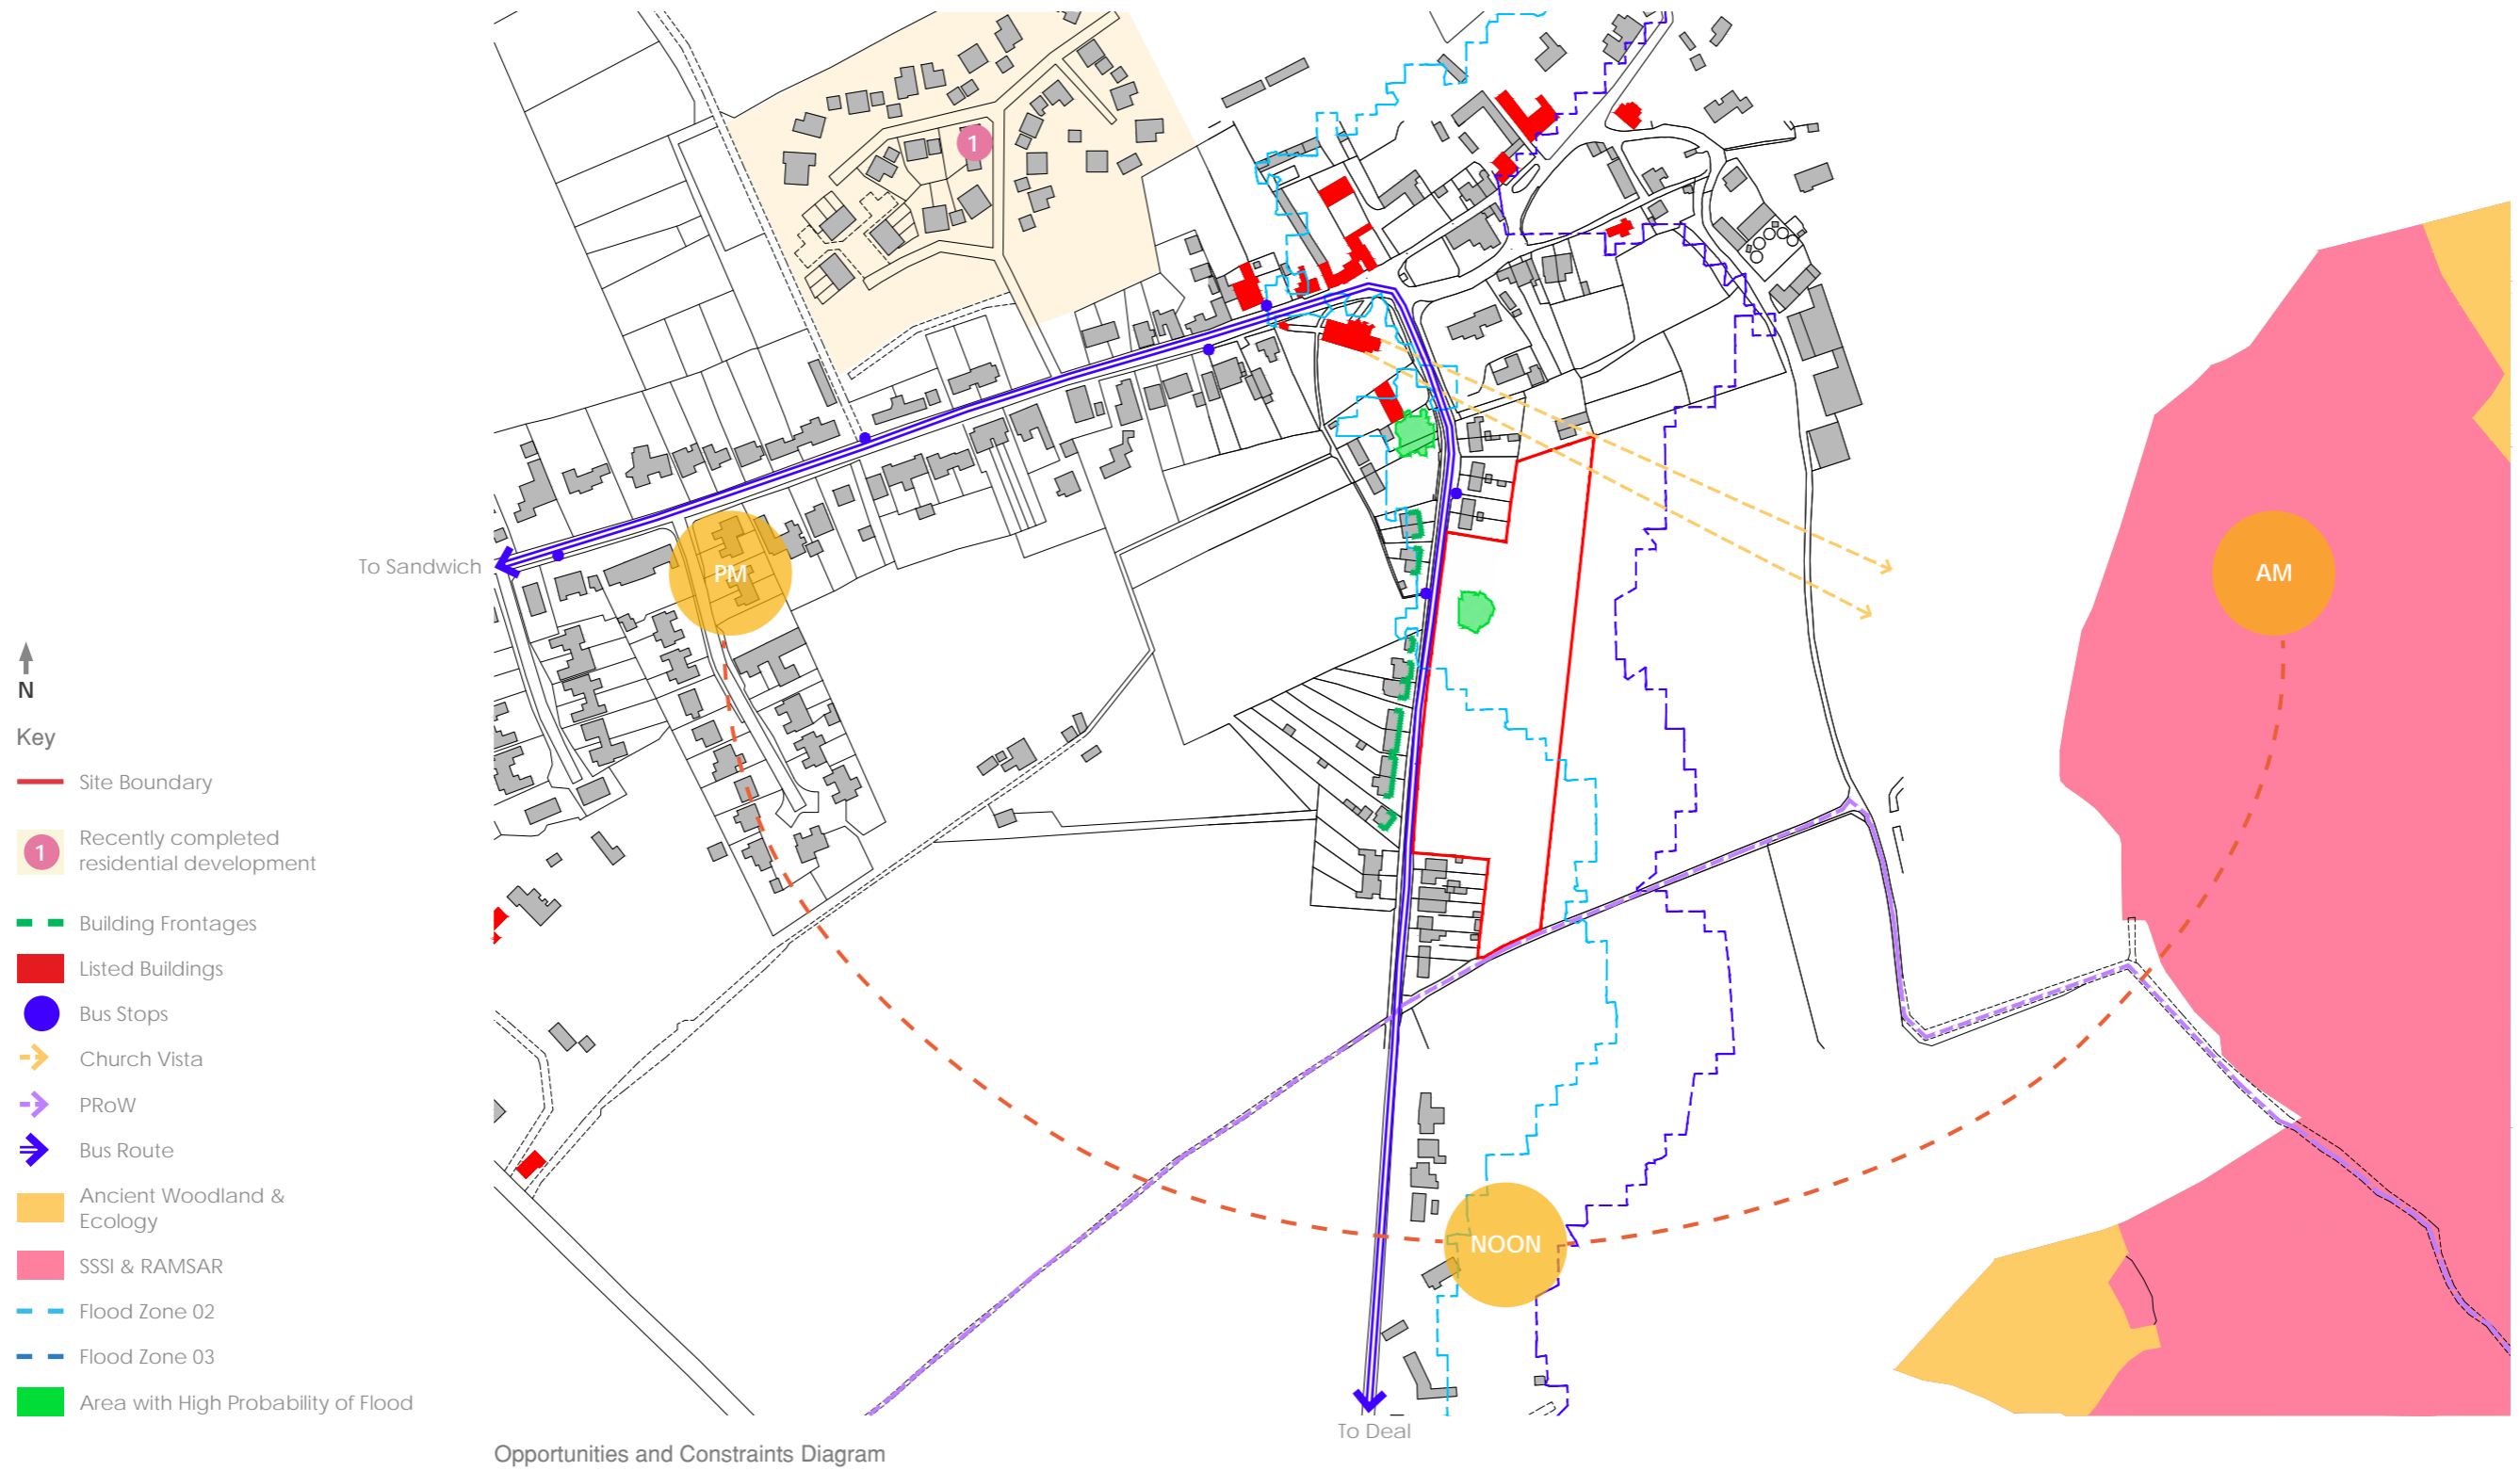 1
To Sandwich
PM
AM
N
Key
Site Boundary
1
Recently completed
residential development
Building Frontages
Listed Buildings
Bus Stops
Church Vista
PRoW
Bus Route
Ancient Woodland &
Ecology
SSSI & RAMSAR
Flood Zone 02
Flood Zone 03
Area with High Probability of Flood
NOON
To Deal
Opportunities and Constraints Diagram